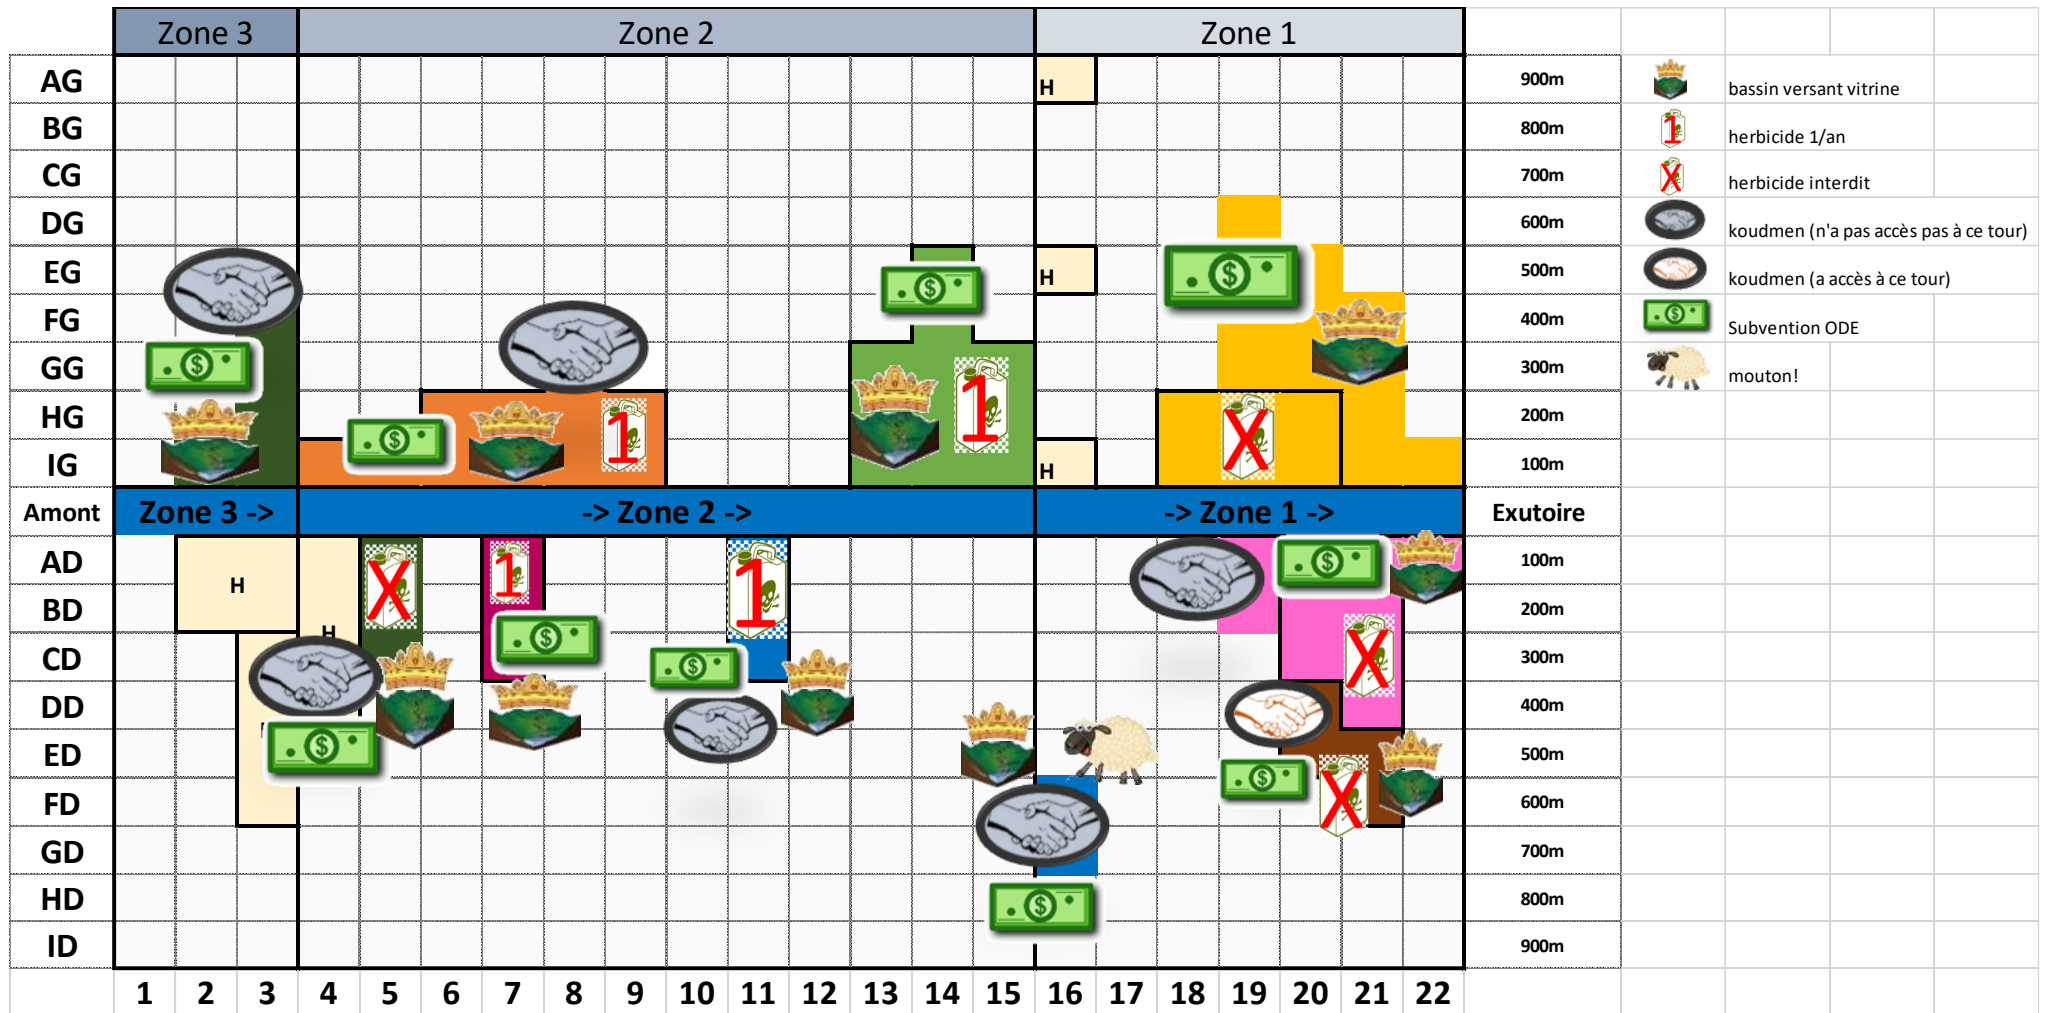 Zone 3 Zone 2 Zone 1
AG H 900m bassin versant vitrine
BG 800m herbicide 1/an
CG 700m herbicide interdit
DG 600m koudmen (n'a pas accès pas à ce tour)
EG H 500m koudmen (a accès à ce tour)
FG 400m Subvention ODE
GG 300m mouton!
HG 200m
IG H 100m
1
1
X
Amont Zone 3 -> -> Zone 2 -> -> Zone 1 -> Exutoire
AD 100m
BD H 200m
H
X
1
1
CD 300m
X
DD 400m
ED 500m
FD 600m
X
GD 700m
HD 800m
ID 900m
1 2 3 4 5 6 7 8 9 10 11 12 13 14 15 16 17 18 19 20 21 22